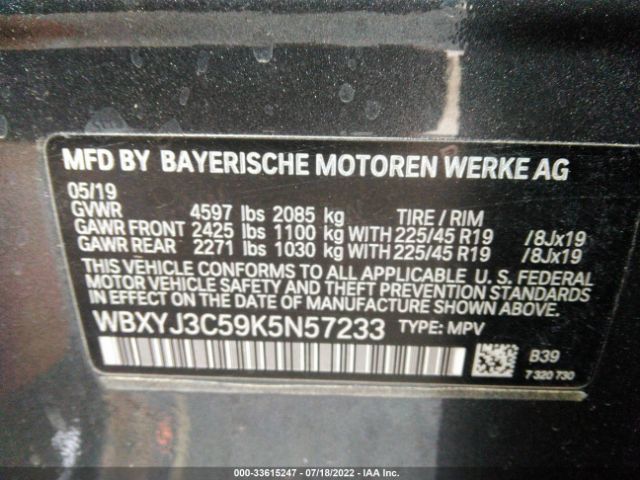 MFD BY BAYERISCHE MOTOREN WERKE AG
05/19
GVWR 4597 lbs 2085 kg TIRE / RIM
GAWR FRONT 2425 lbs 1100 kg WITH 225/45 R19 /8Jx19
GAWR REAR 2271 lbs 1030 kg WITH 225/45 R19 /8Jx19
THIS VEHICLE CONFORMS TO ALL APPLICABLE U. S. FEDERAL
MOTOR VEHICLE SAFETY AND THEFT PREVENTION STANDARDS
IN EFFECT ON THE DATE OF MANUFACTURE SHOWN ABOVE.
WBXYJ3C59K5N57233 TYPE: MPV
B39
7 320 730
000-33615247 - 07/18/2022 - IAA Inc.